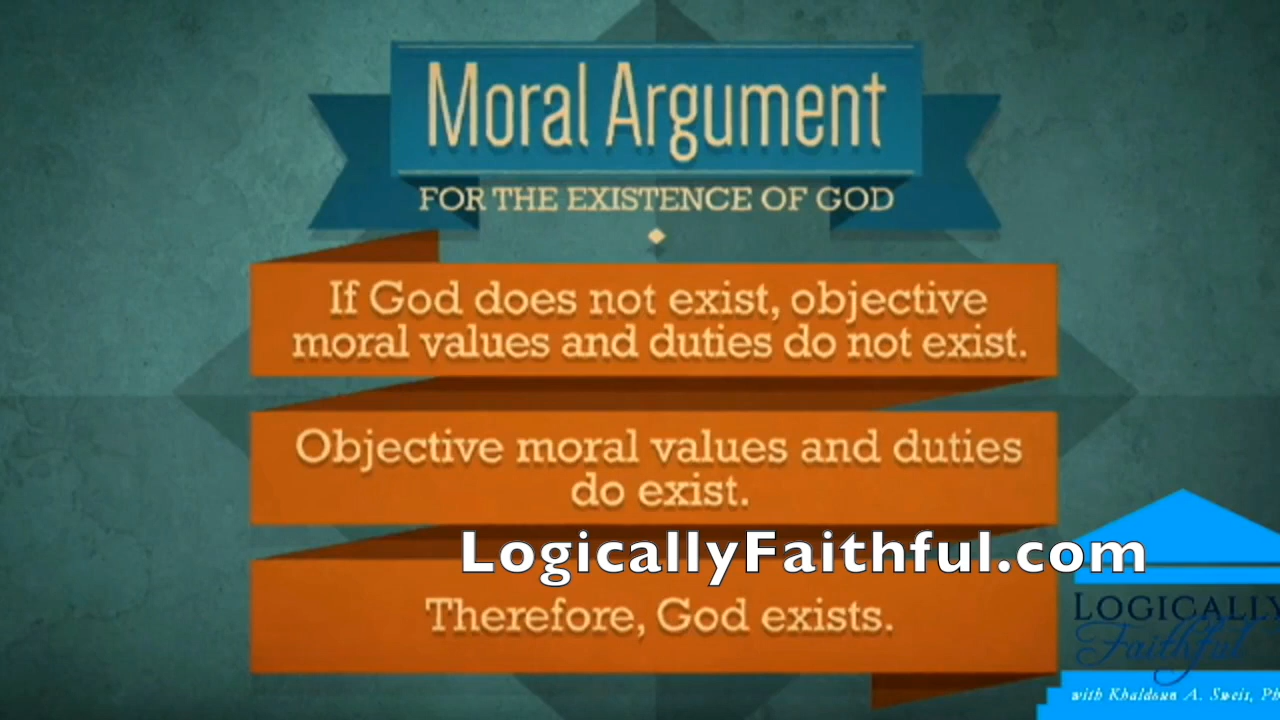 Moral Argument
FOR THE EXISTENCE OF GOD
If God does not exist, objective
moral values and duties do not exist.
Objective moral values and duties
do exist.
LogicallyFaithful.com
Therefore, God exists.
LOGICALLY
Faithful
with Khaldoun A. Sweis, Ph